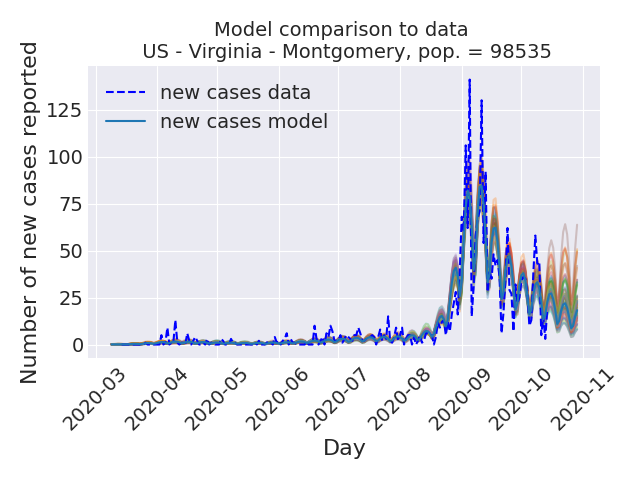 Model comparison to data
US - Virginia - Montgomery, pop. = 98535
Number of new cases reported
125
100
75
50
25
0
new cases data
new cases model
2020-03
2020-04
2020-05
2020-06
2020-07
2020-08
2020-09
2020-10
2020-11
Day